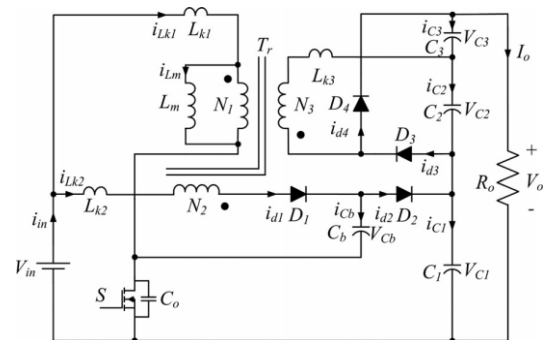 i_Lk1
L_k1
T_r
i_C3
V_C3
C_3
I_o
i_Lm
L_m
N_1
N_3
L_k3
D_4
i_d4
i_C2
C_2
V_C2
D_3
i_d3
R_o
+
V_o
-
i_Lk2
L_k2
N_2
i_d1
D_1
i_Cb
i_d2
D_2
i_C1
i_in
C_b
V_Cb
V_in
S
C_o
C_1
V_C1